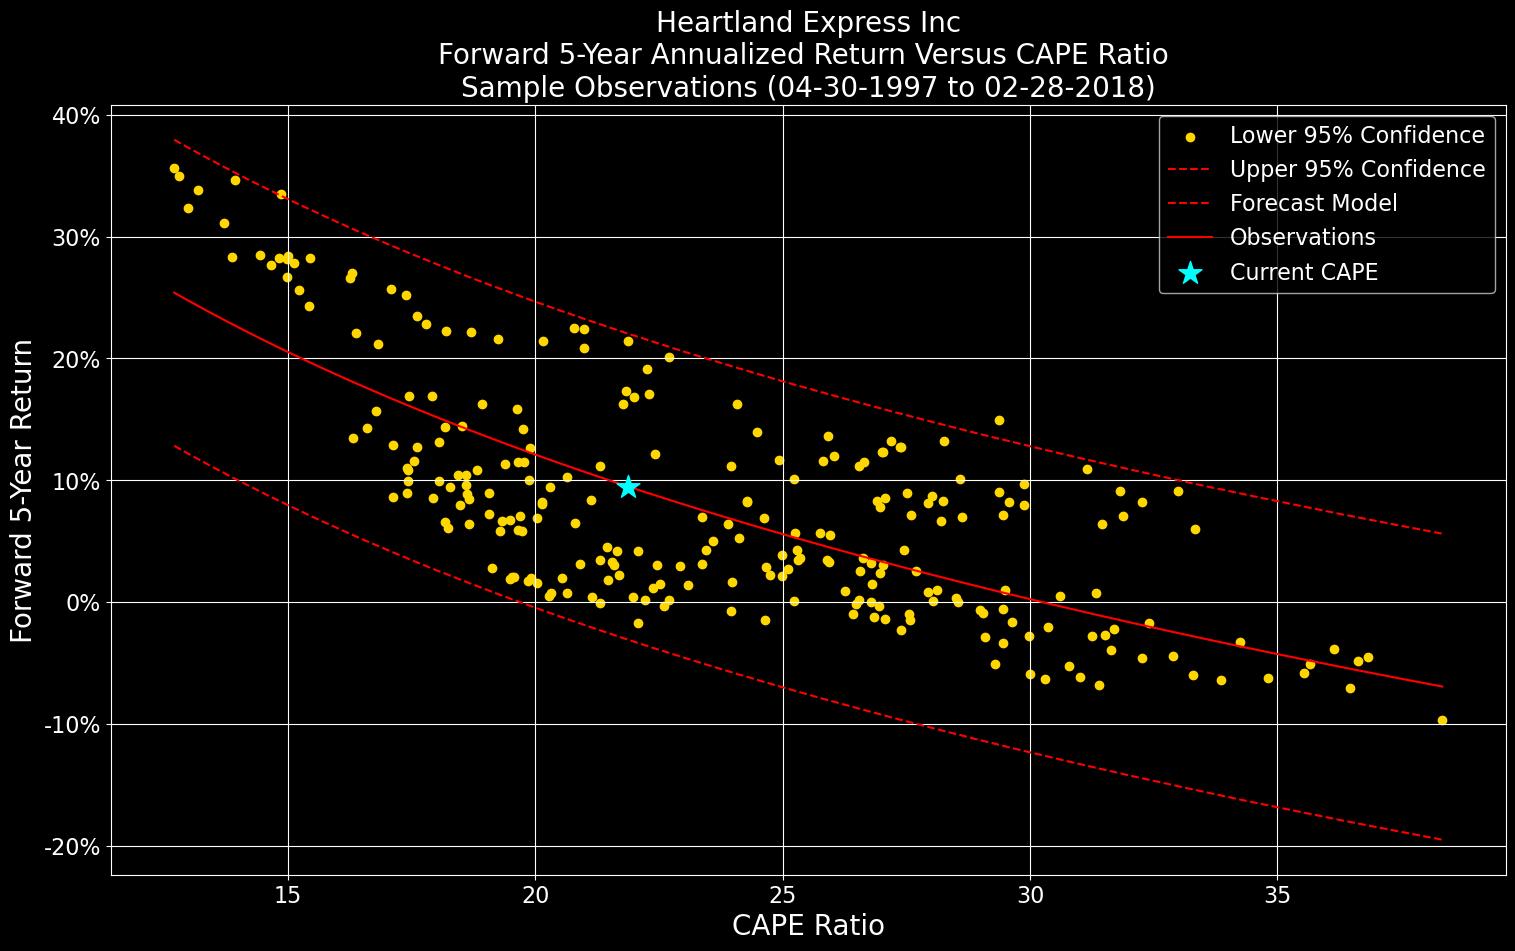 Heartland Express Inc
Forward 5-Year Annualized Return Versus CAPE Ratio
Sample Observations (04-30-1997 to 02-28-2018)
Lower 95% Confidence
Upper 95% Confidence
Forecast Model
Observations
Current CAPE
Forward 5-Year Return
40%
30%
20%
10%
0%
-10%
-20%
15 20 25 30 35
CAPE Ratio